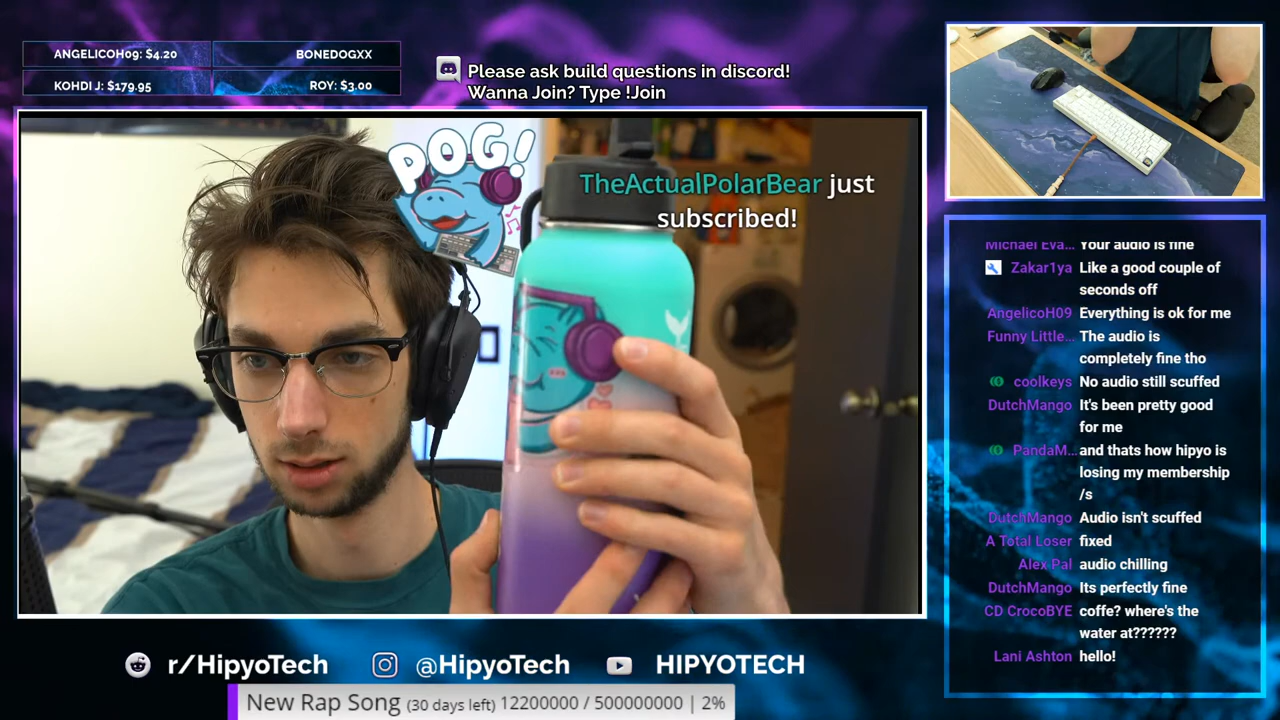 ANGELICOH09: $4.20
BONEDOGXX
KOHDI J: $179.95
ROY: $3.00
Please ask build questions in discord!
Wanna Join? Type !Join
POG!
TheActualPolarBear just
subscribed!
Michael Eva... Your audio is fine
Zakar1ya Like a good couple of
seconds off
AngelicoH09 Everything is ok for me
Funny Little... The audio is
completely fine tho
coolkeys No audio still scuffed
DutchMango It's been pretty good
for me
PandaM... and thats how hipyo is
losing my membership
/s
DutchMango Audio isn't scuffed
A Total Loser fixed
Alex Pal audio chilling
DutchMango Its perfectly fine
CD CrocoBYE coffe? where's the
water at??????
Lani Ashton hello!
r/HipyoTech
@HipyoTech
HIPYOTECH
New Rap Song (30 days left) 12200000 / 500000000 | 2%